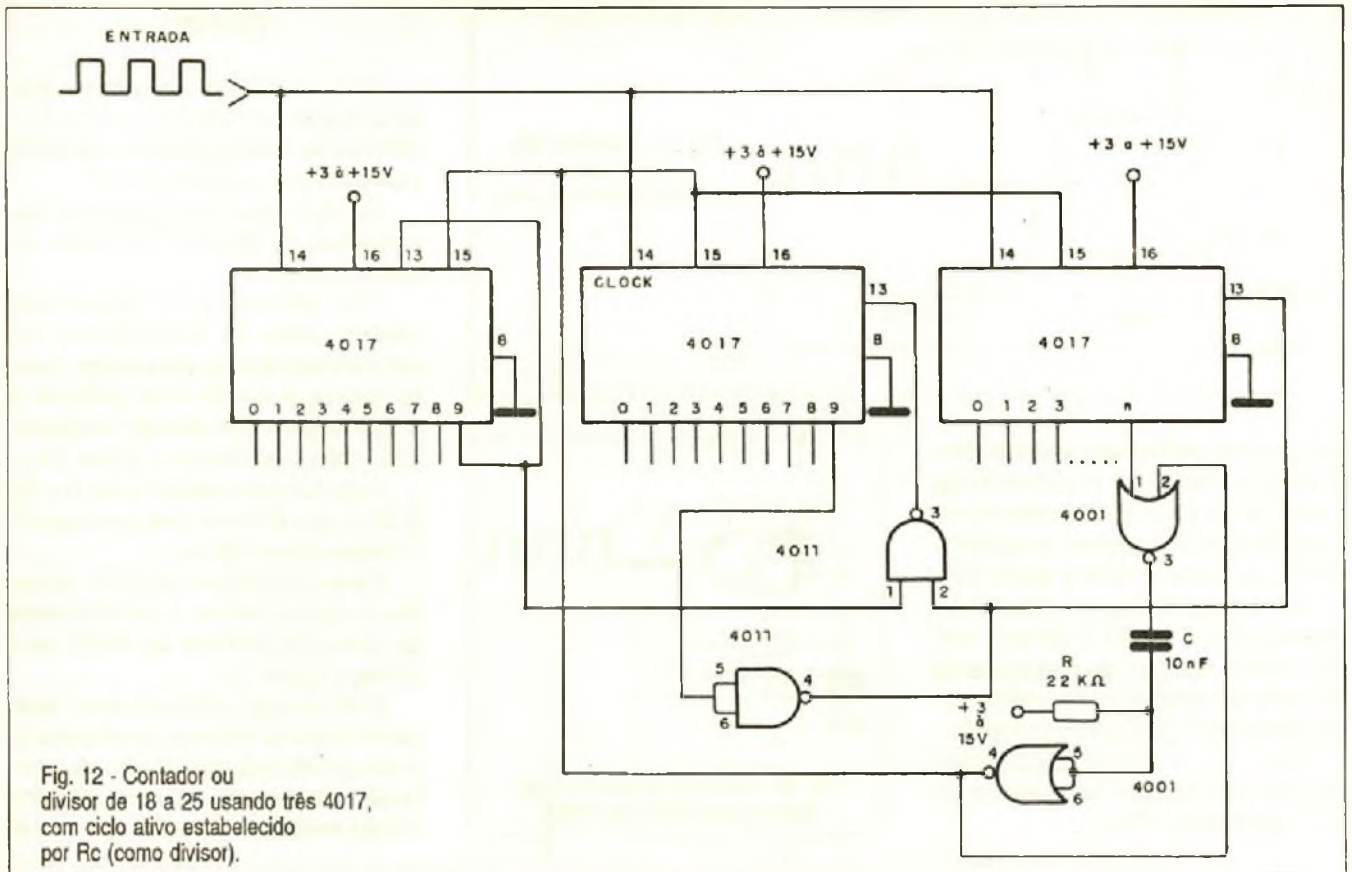 ENTRADA
+3 à +15V
+3 à +15V
+3 a +15V
14
16
13
15
14
15
16
14
15
16
CLOCK
13
13
4017
8
4017
8
4017
8
0 1 2 3 4 5 6 7 8 9
0 1 2 3 4 5 6 7 8 9
0 1 2 3 ...... n
1 2
4001
3
3
4011
1 2
4011
5
6
4
C
10nF
R
22 KΩ
+3
à
15V
4
5
6
4001
Fig. 12 - Contador ou
divisor de 18 a 25 usando três 4017,
com ciclo ativo estabelecido
por Rc (como divisor).